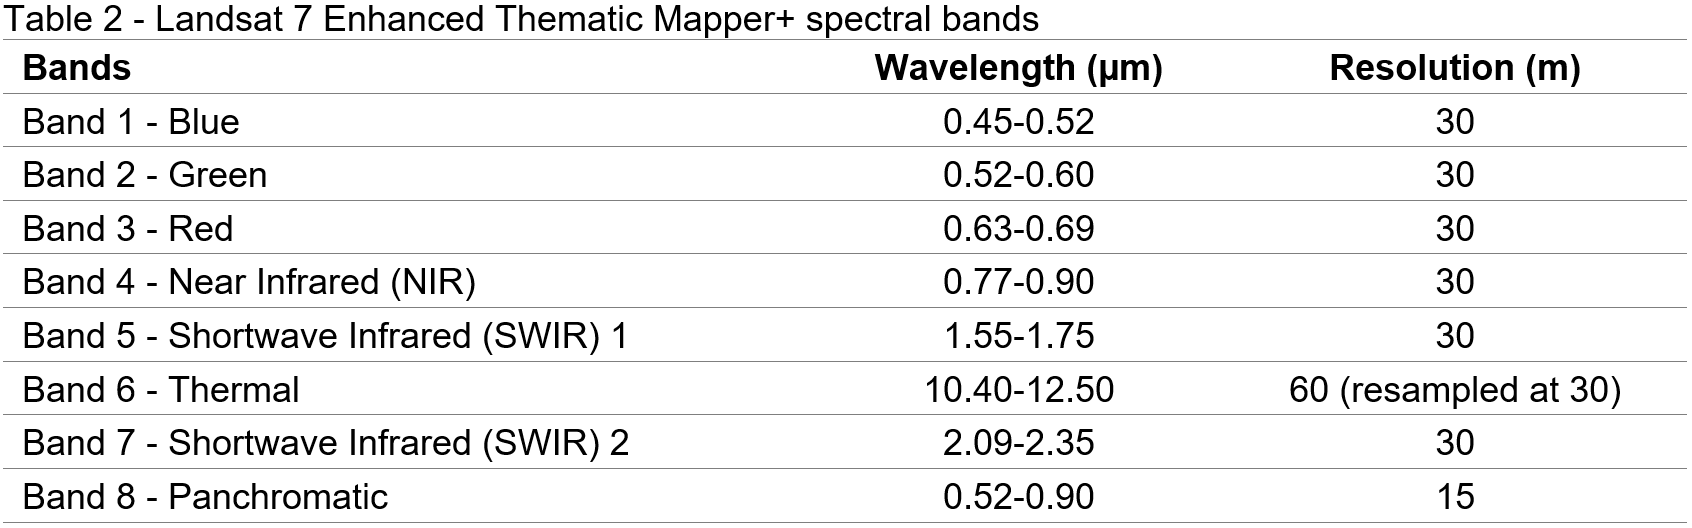 Table 2 - Landsat 7 Enhanced Thematic Mapper+ spectral bands
Bands Wavelength (µm) Resolution (m)
Band 1 - Blue 0.45-0.52 30
Band 2 - Green 0.52-0.60 30
Band 3 - Red 0.63-0.69 30
Band 4 - Near Infrared (NIR) 0.77-0.90 30
Band 5 - Shortwave Infrared (SWIR) 1 1.55-1.75 30
Band 6 - Thermal 10.40-12.50 60 (resampled at 30)
Band 7 - Shortwave Infrared (SWIR) 2 2.09-2.35 30
Band 8 - Panchromatic 0.52-0.90 15